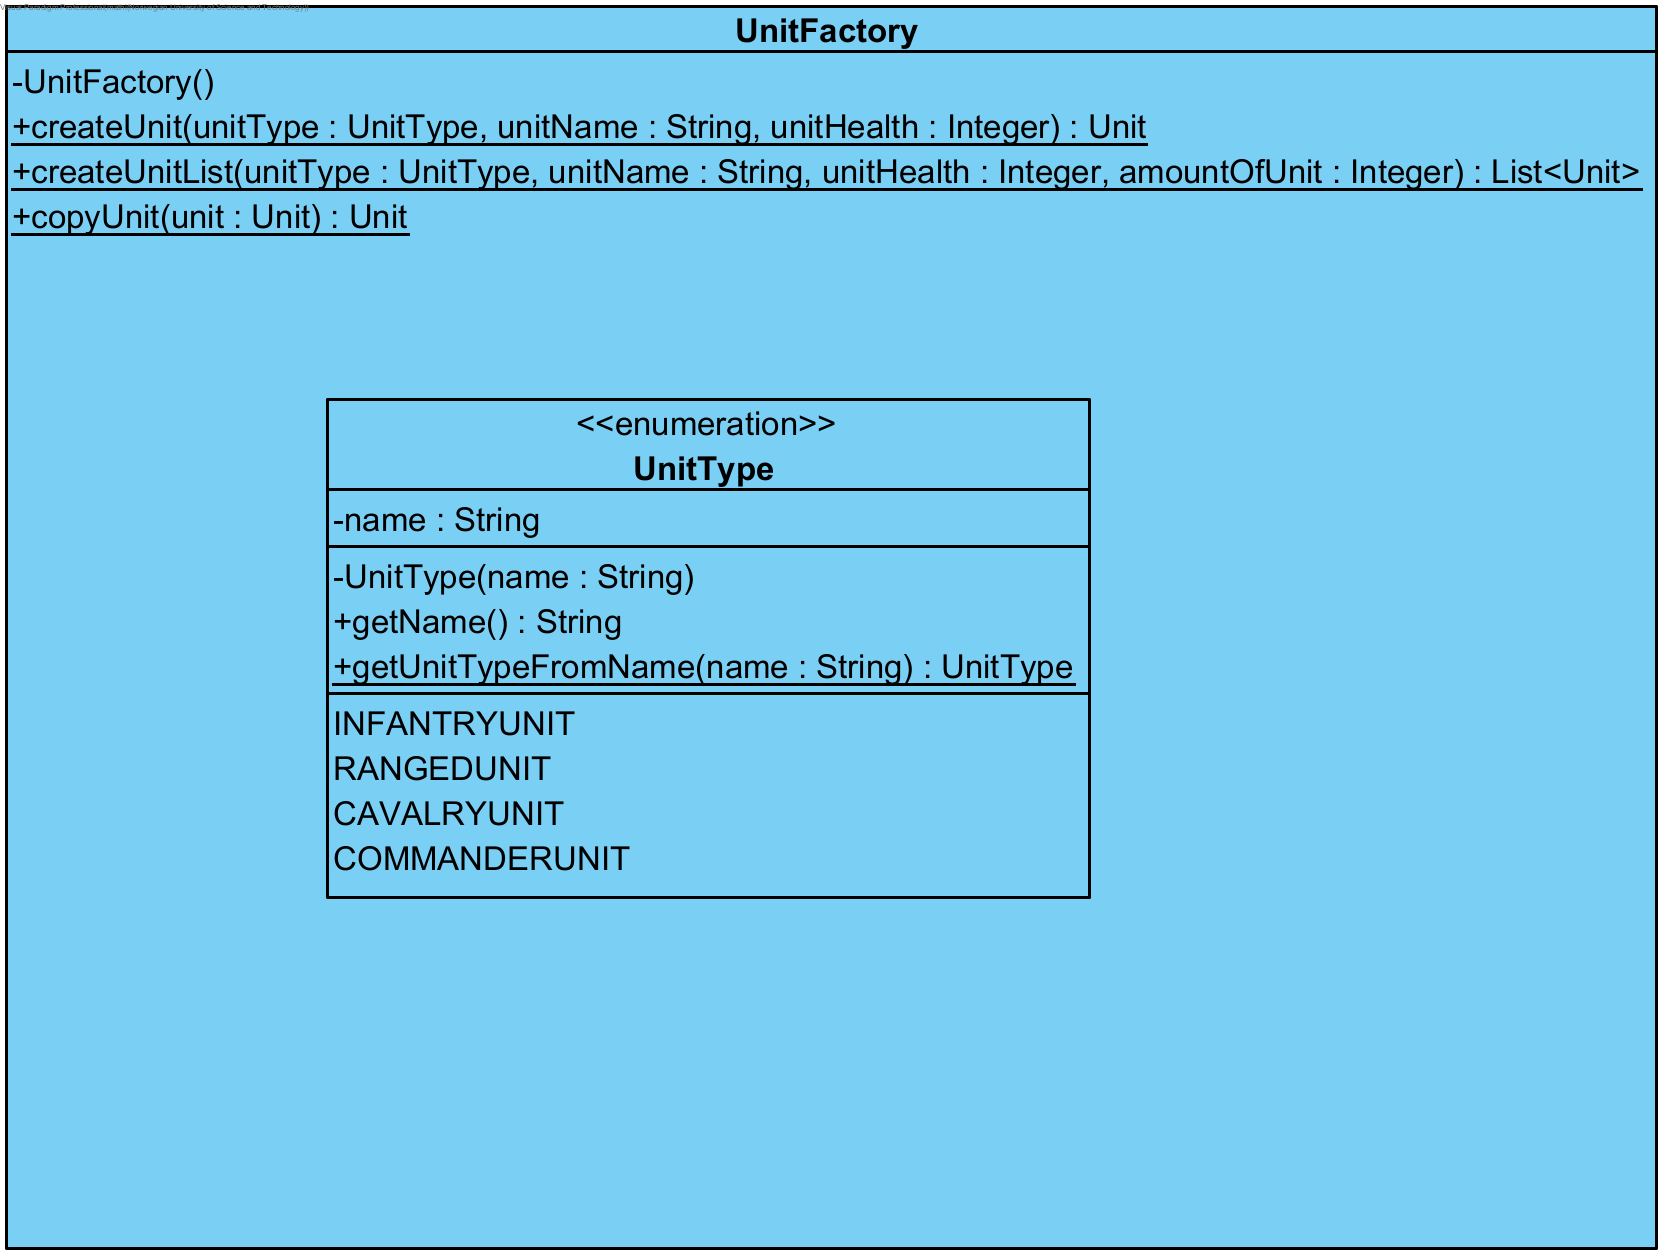 UnitFactory
-UnitFactory()
+createUnit(unitType : UnitType, unitName : String, unitHealth : Integer) : Unit
+createUnitList(unitType : UnitType, unitName : String, unitHealth : Integer, amountOfUnit : Integer) : List<Unit>
+copyUnit(unit : Unit) : Unit
<<enumeration>>
UnitType
-name : String
-UnitType(name : String)
+getName() : String
+getUnitTypeFromName(name : String) : UnitType
INFANTRYUNIT
RANGEDUNIT
CAVALRYUNIT
COMMANDERUNIT